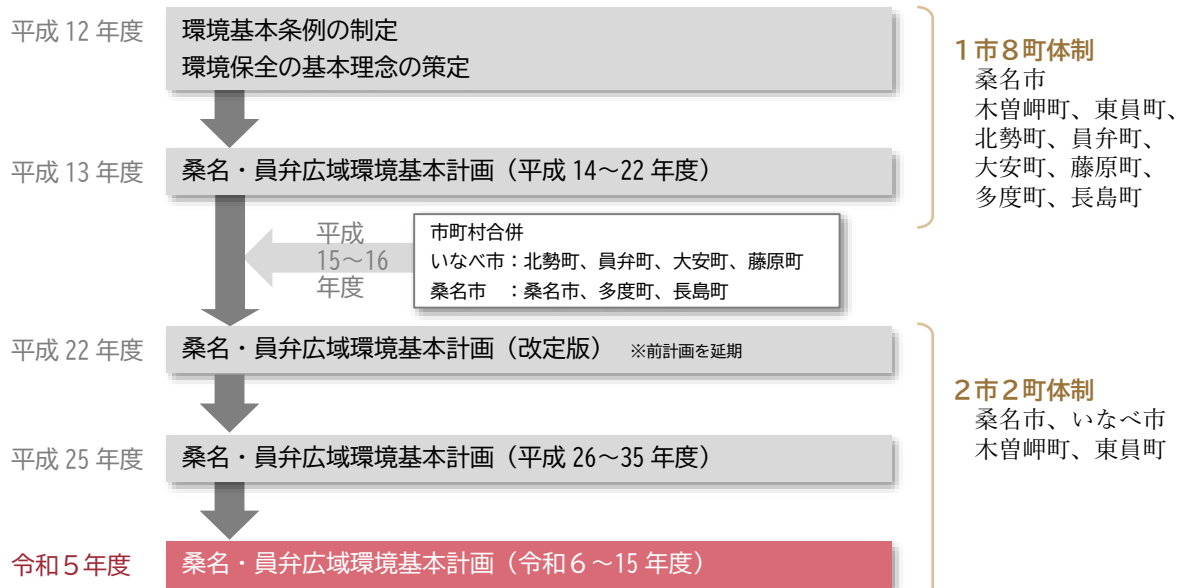 平成 12 年度
環境基本条例の制定
環境保全の基本理念の策定
平成 13 年度
桑名・員弁広域環境基本計画（平成 14～22 年度）
平成
15～16
年度
市町村合併
いなべ市：北勢町、員弁町、大安町、藤原町
桑名市　：桑名市、多度町、長島町
平成 22 年度
桑名・員弁広域環境基本計画（改定版）　※前計画を延期
平成 25 年度
桑名・員弁広域環境基本計画（平成 26～35 年度）
令和５年度
桑名・員弁広域環境基本計画（令和６～15 年度）
１市８町体制
桑名市
木曽岬町、東員町、
北勢町、員弁町、
大安町、藤原町、
多度町、長島町
２市２町体制
桑名市、いなべ市
木曽岬町、東員町